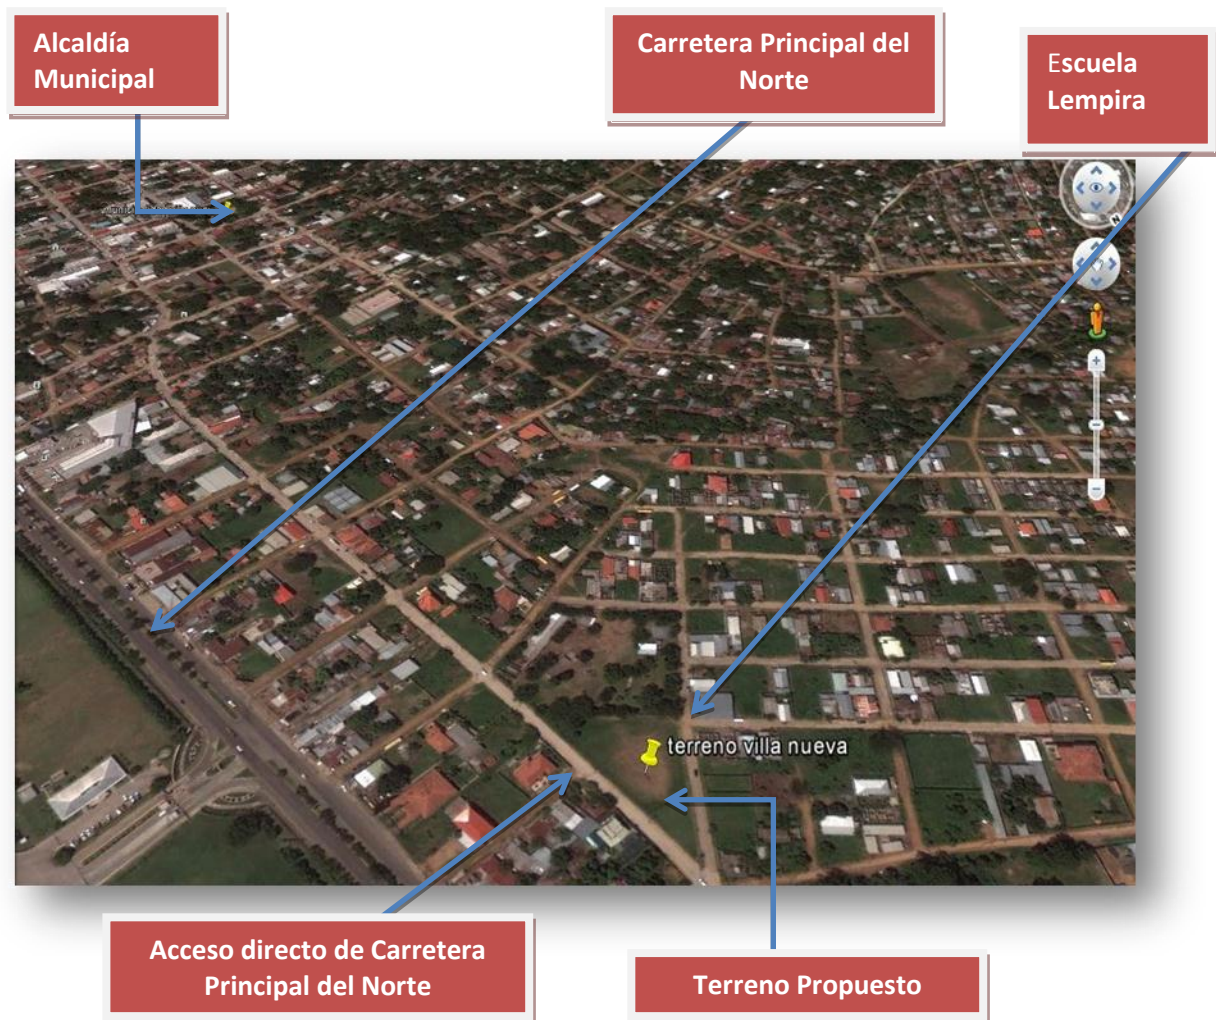 Alcaldía
Municipal
Carretera Principal del
Norte
Escuela
Lempira
N
terreno villa nueva
Acceso directo de Carretera
Principal del Norte
Terreno Propuesto